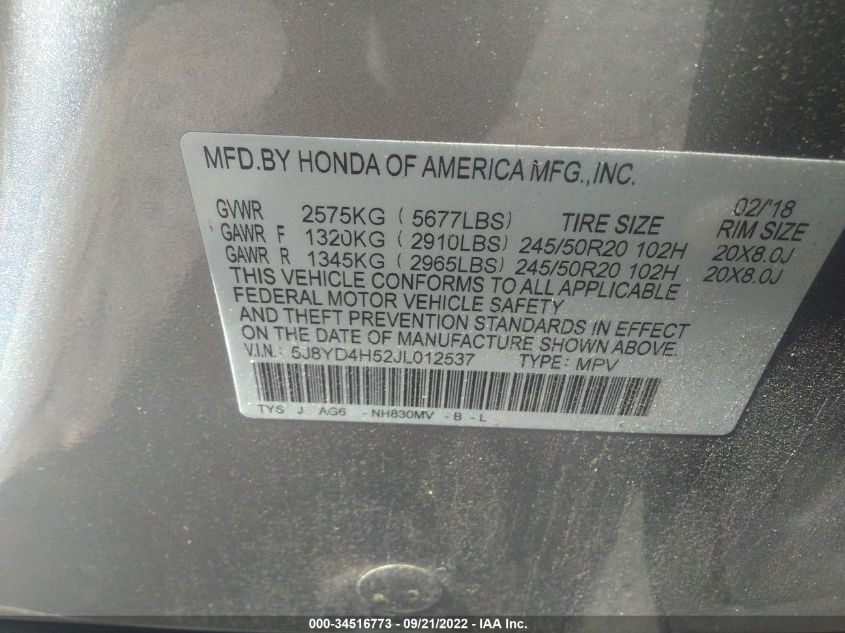 MFD.BY HONDA OF AMERICA MFG.,INC.
02/'18
GVWR 2575KG ( 5677LBS) TIRE SIZE RIM SIZE
GAWR F 1320KG ( 2910LBS) 245/50R20 102H 20X8.0J
GAWR R 1345KG ( 2965LBS) 245/50R20 102H 20X8.0J
THIS VEHICLE CONFORMS TO ALL APPLICABLE
FEDERAL MOTOR VEHICLE SAFETY
AND THEFT PREVENTION STANDARDS IN EFFECT
ON THE DATE OF MANUFACTURE SHOWN ABOVE.
V.I.N.: 5J8YD4H52JL012537 TYPE: MPV
TYS J AG6 -NH830MV -B -L
000-34516773 - 09/21/2022 - IAA Inc.